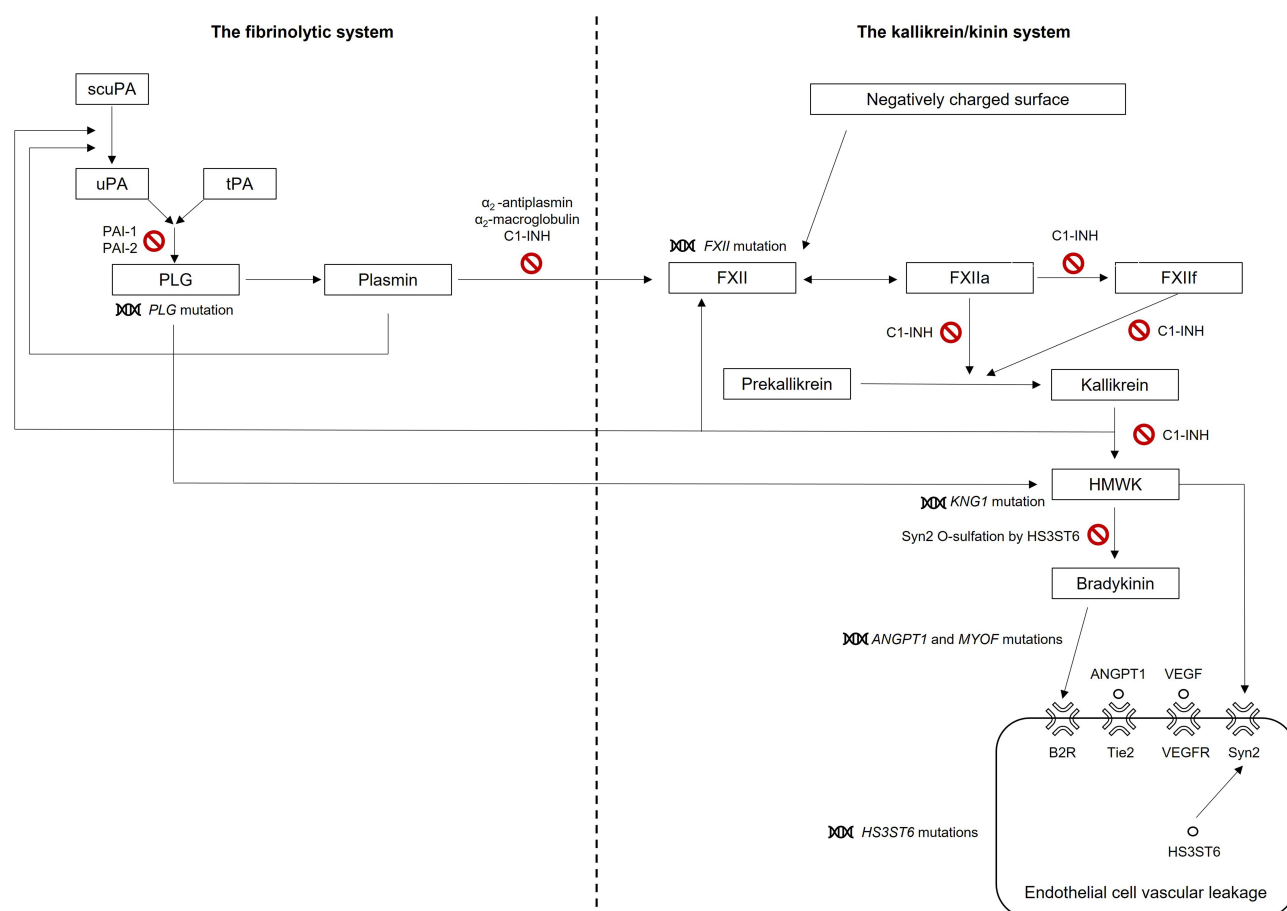 The fibrinolytic system
The kallikrein/kinin system
scuPA
Negatively charged surface
uPA
tPA
PAI-1
PAI-2
α₂-antiplasmin
α₂-macroglobulin
C1-INH
FXII mutation
C1-INH
PLG
Plasmin
FXII
FXIIa
FXIIf
PLG mutation
C1-INH
C1-INH
Prekallikrein
Kallikrein
C1-INH
HMWK
KNG1 mutation
Syn2 O-sulfation by HS3ST6
Bradykinin
ANGPT1 and MYOF mutations
ANGPT1
VEGF
B2R
Tie2
VEGFR
Syn2
HS3ST6 mutations
HS3ST6
Endothelial cell vascular leakage